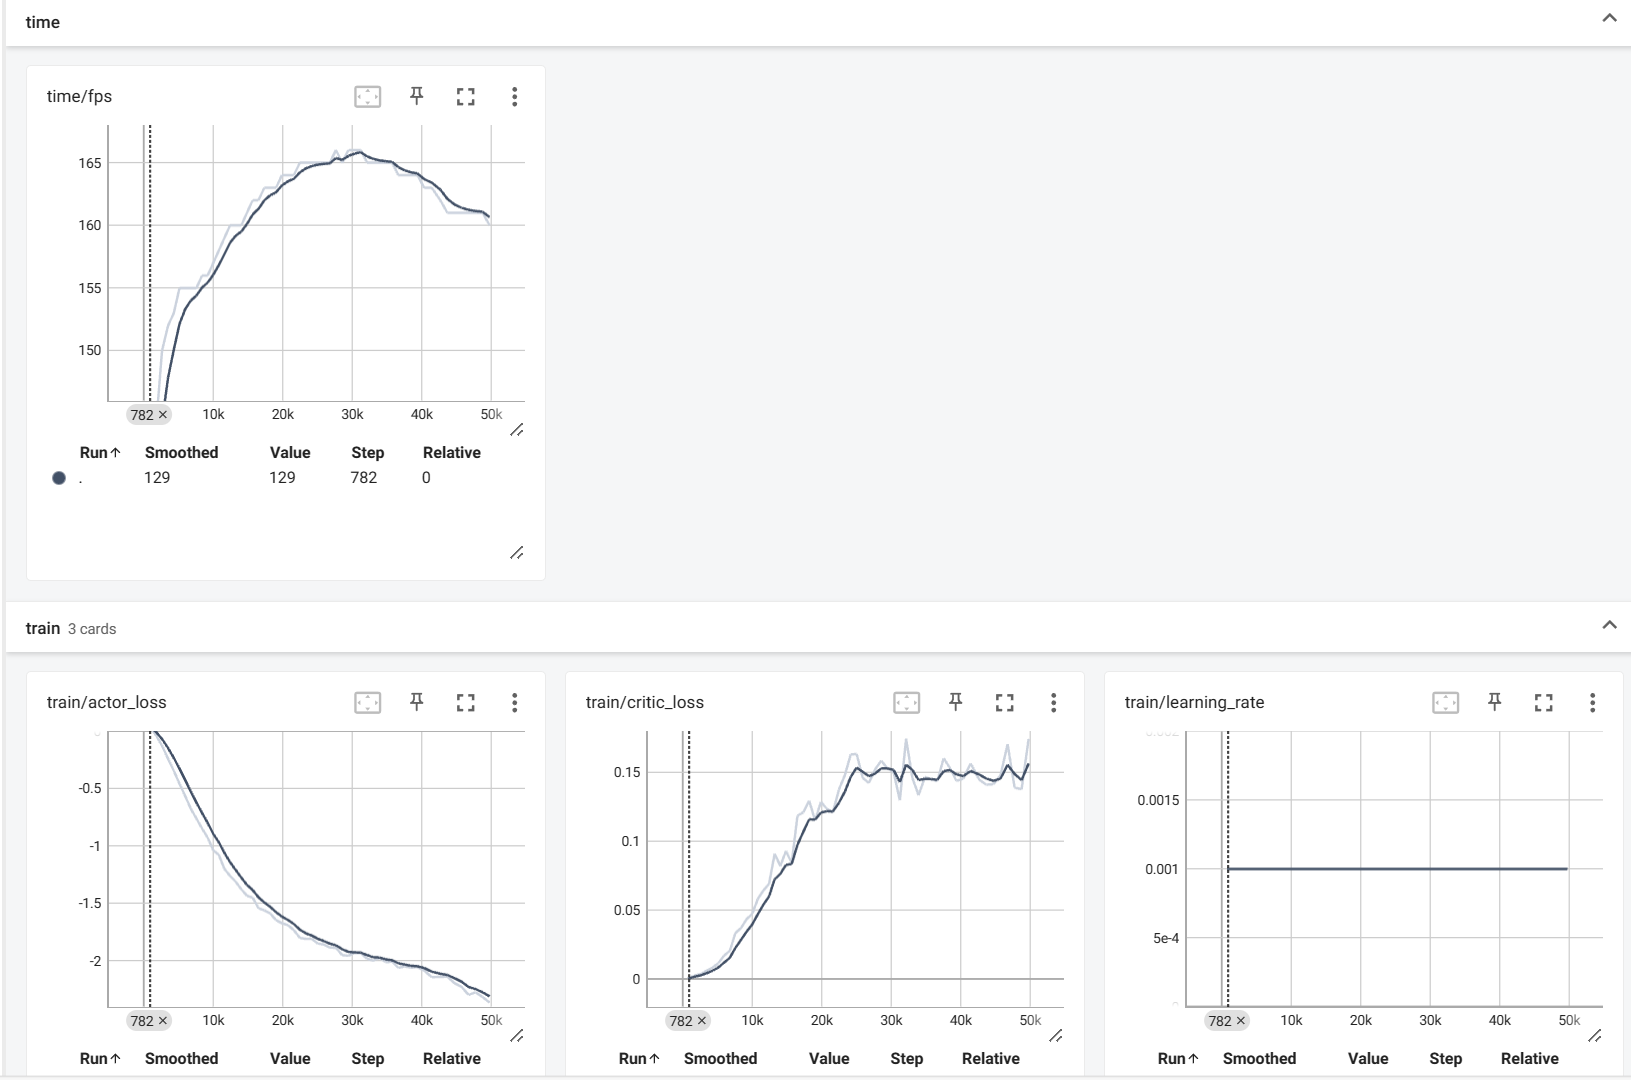 time
time/fps
165
160
155
150
782 × 10k 20k 30k 40k 50k
Run↑ Smoothed Value Step Relative
. 129 129 782 0
train 3 cards
train/actor_loss
0
-0.5
-1
-1.5
-2
782 × 10k 20k 30k 40k 50k
Run↑ Smoothed Value Step Relative
train/critic_loss
0.15
0.1
0.05
0
782 × 10k 20k 30k 40k 50k
Run↑ Smoothed Value Step Relative
train/learning_rate
0.002
0.0015
0.001
5e-4
0
782 × 10k 20k 30k 40k 50k
Run↑ Smoothed Value Step Relative